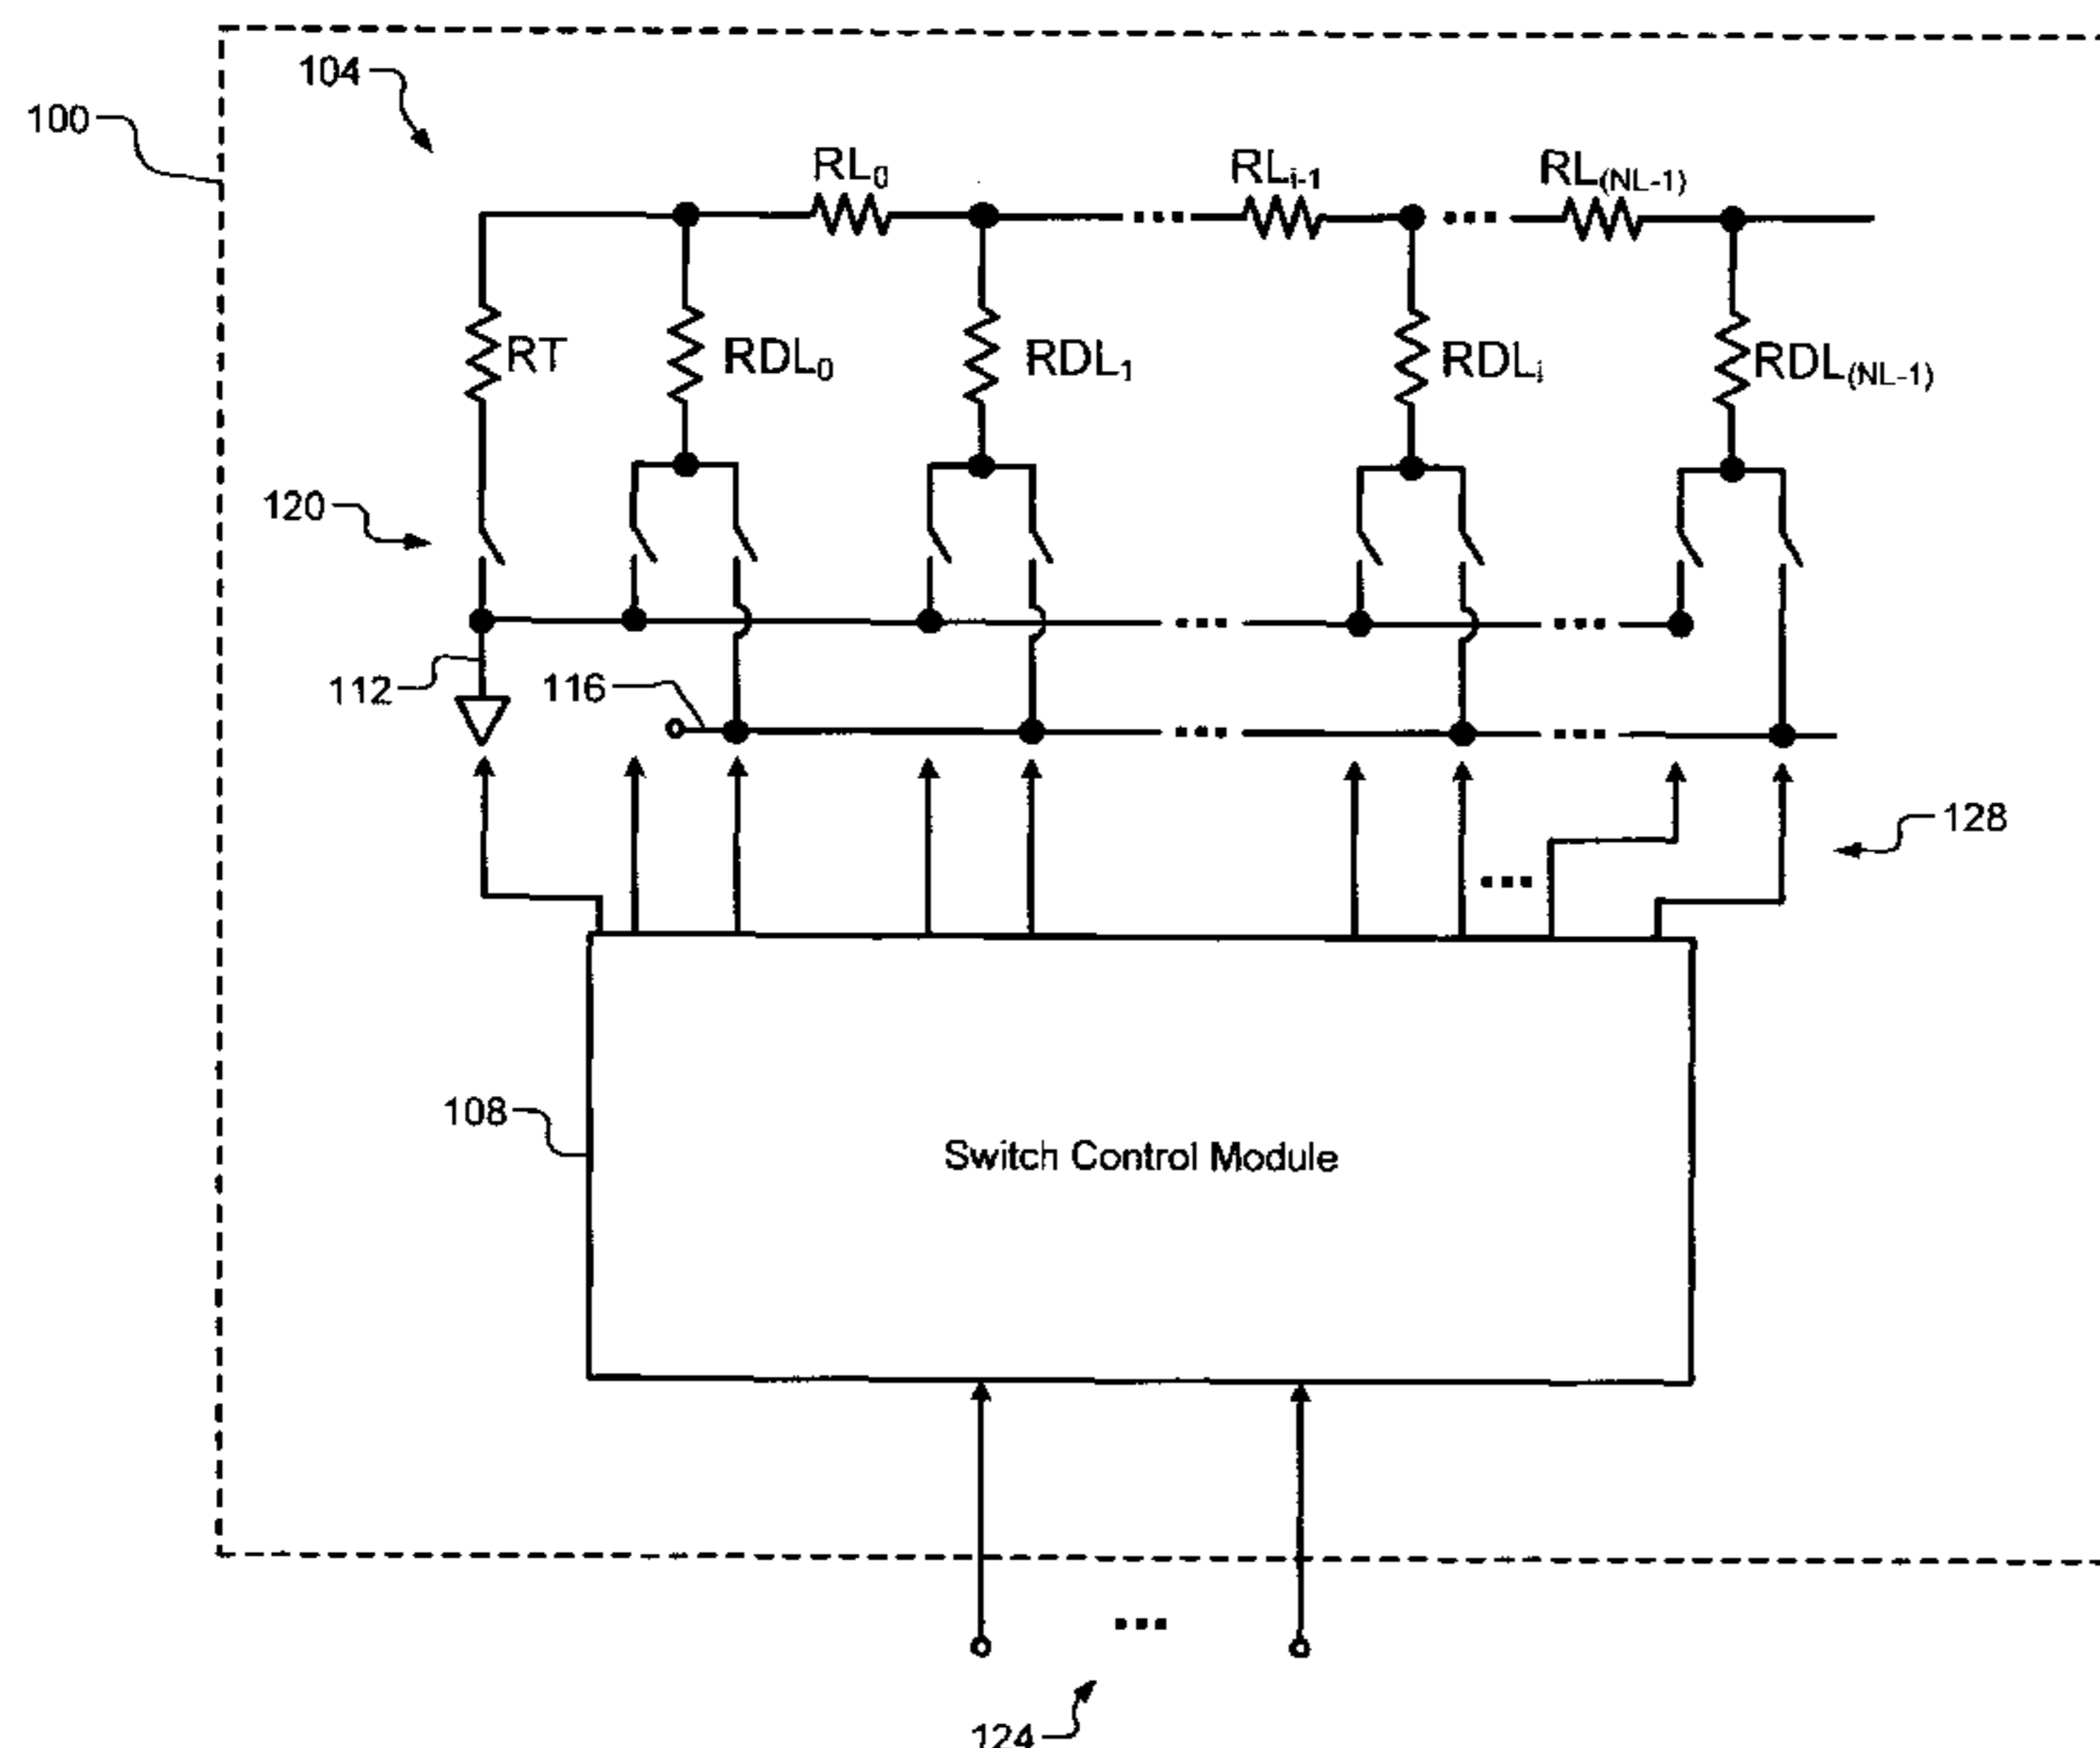 104
100
RL₀
RLᵢ₋₁
RL₍NL₋₁₎
RT
RDL₀
RDL₁
RDLᵢ
RDL₍NL₋₁₎
120
112
116
128
108
Switch Control Module
124